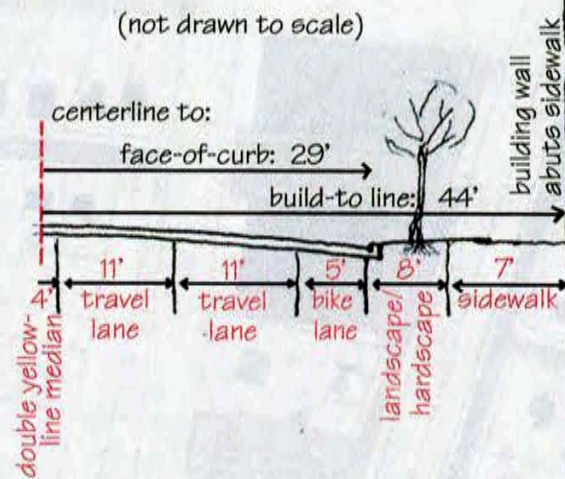 (not drawn to scale)
building wall
abuts sidewalk
centerline to:
face-of-curb: 29'
build-to line: 44'
4'
11'
11'
5'
8'
7'
travel
lane
travel
lane
bike
lane
landscape/
hardscape
sidewalk
double yellow-
line median